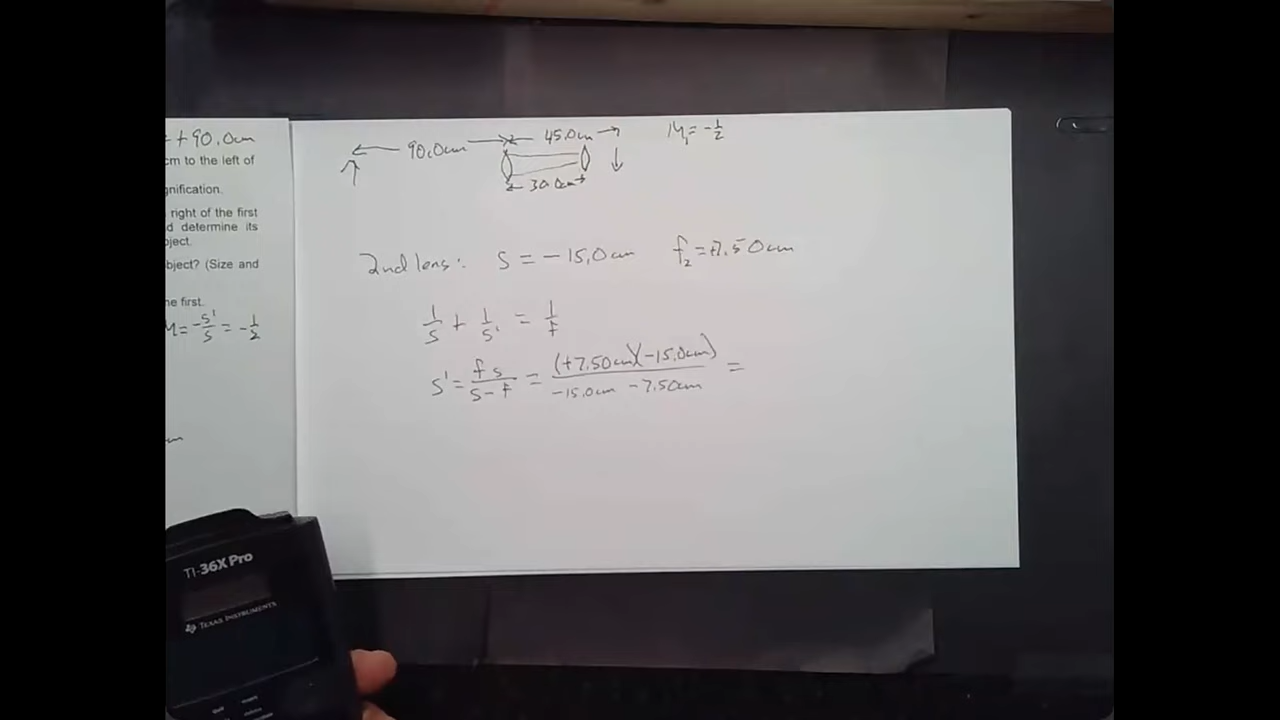 +90.0cm
cm to the left of
gnification.
right of the first
d determine its
bject.
bject? (Size and
he first.
M = -s'/s = -1/2
90.0cm
45.0cm
M₁ = -1/2
30.0cm
2nd lens: s = -15.0cm f₂ = +7.50cm
1/s + 1/s' = 1/f
s' = fs/(s-f) = (+7.50cm)(-15.0cm)/(-15.0cm - 7.50cm) =
TI-36X Pro
TEXAS INSTRUMENTS